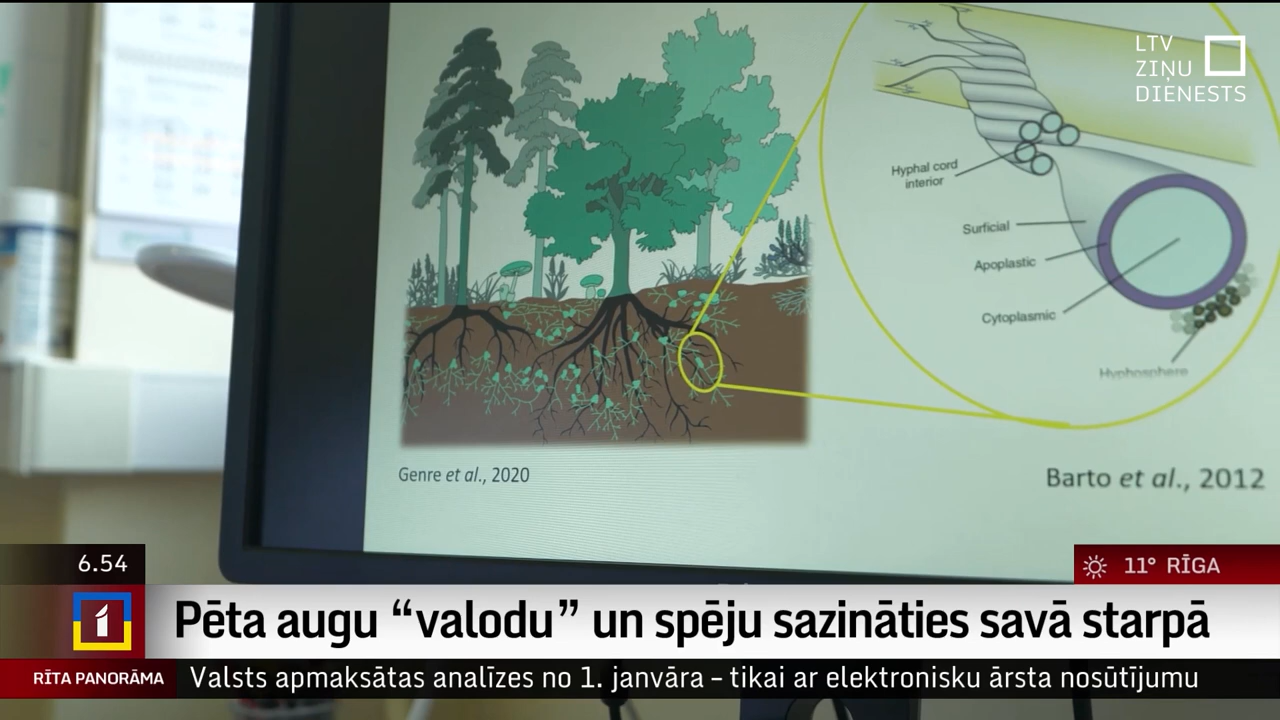 LTV
ZIŅU
DIENESTS
Hyphal cord
interior
Surficial
Apoplastic
Cytoplasmic
Hyphosphere
Genre et al., 2020
Barto et al., 2012
6.54
11° RĪGA
1
Pēta augu “valodu” un spēju sazināties savā starpā
RĪTA PANORĀMA
Valsts apmaksātas analīzes no 1. janvāra – tikai ar elektronisku ārsta nosūtījumu